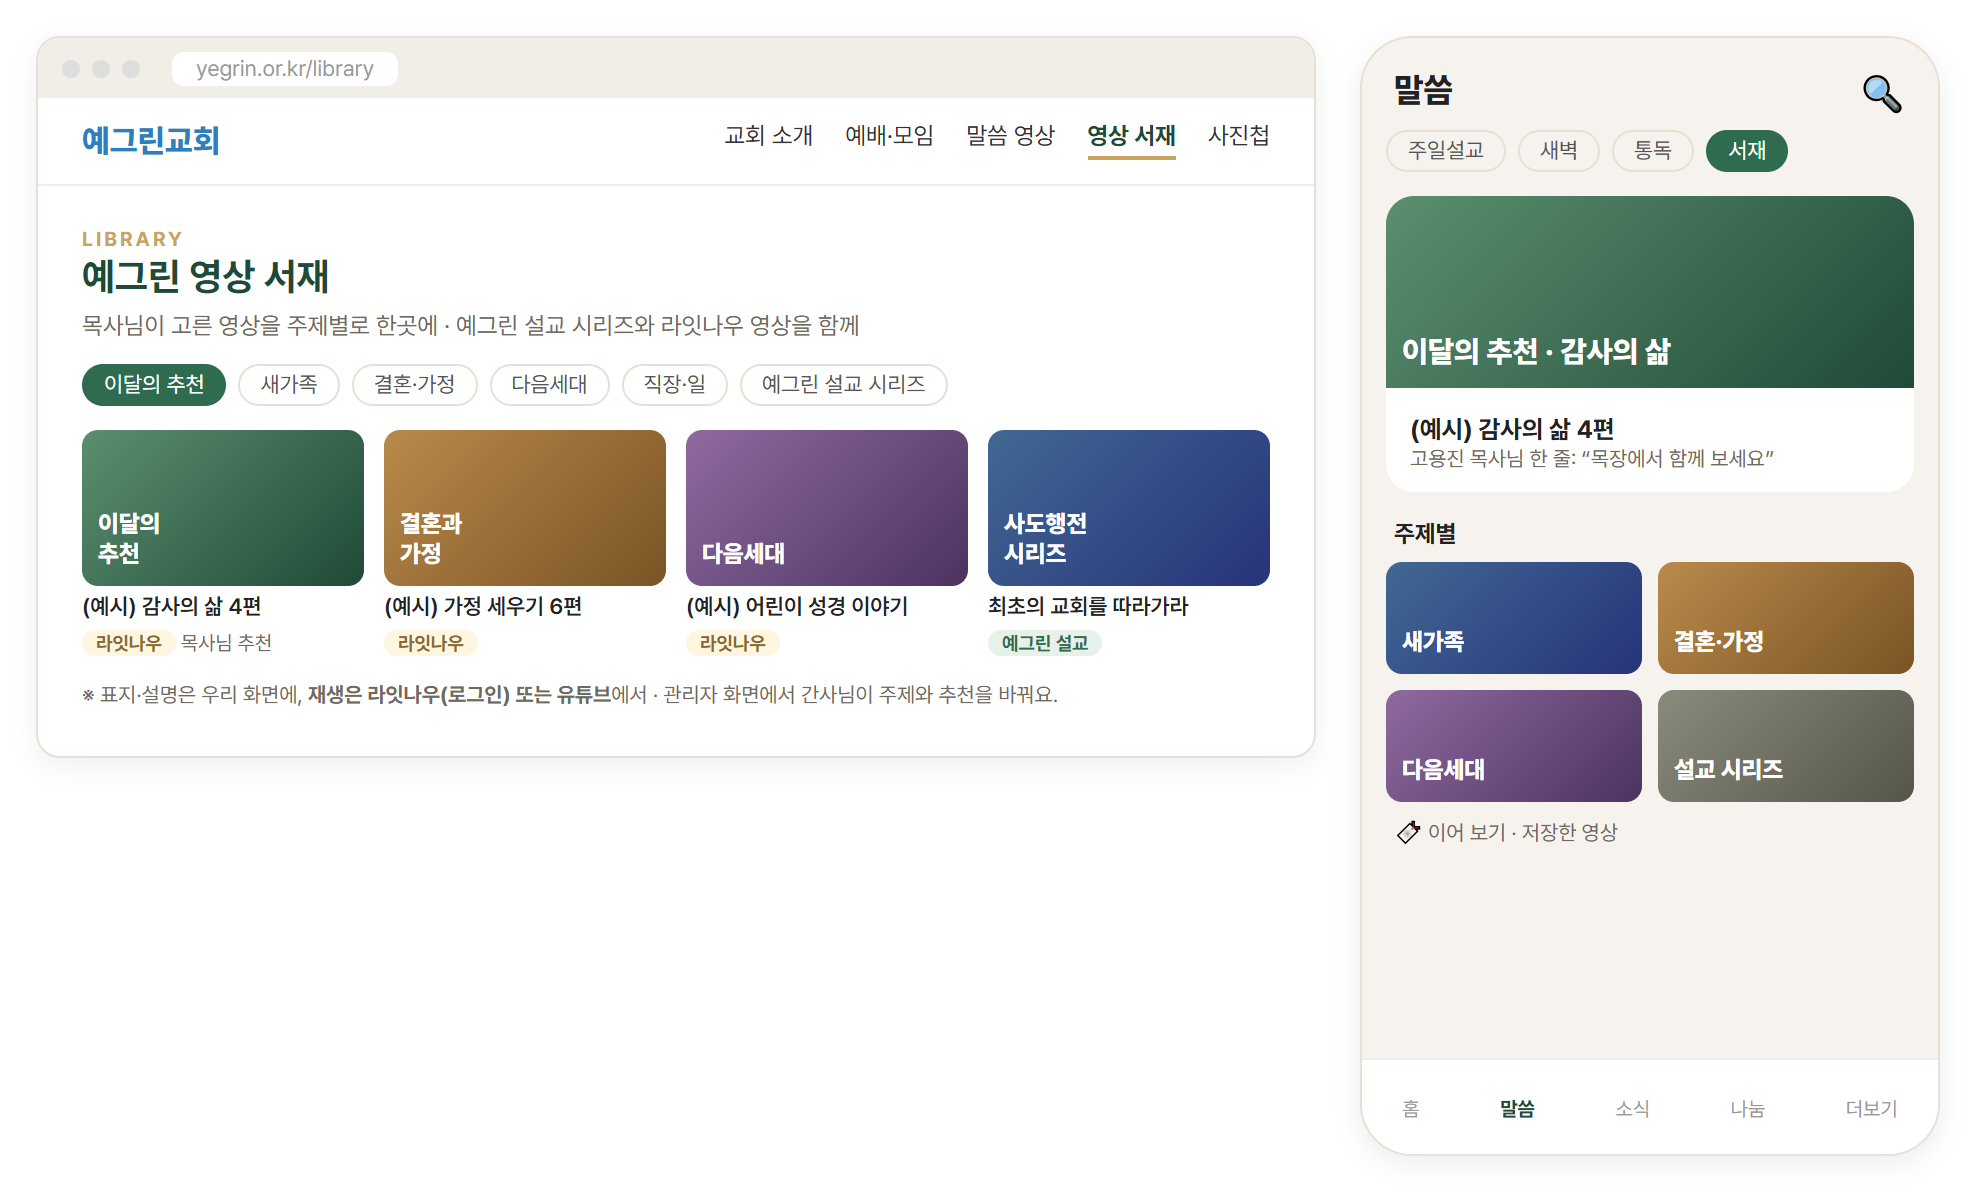 yegrin.or.kr/library
예그린교회
교회 소개 예배·모임 말씀 영상 영상 서재 사진첩
LIBRARY
예그린 영상 서재
목사님이 고른 영상을 주제별로 한곳에 · 예그린 설교 시리즈와 라잇나우 영상을 함께
이달의 추천 새가족 결혼·가정 다음세대 직장·일 예그린 설교 시리즈
이달의
추천
(예시) 감사의 삶 4편
라잇나우 목사님 추천
결혼과
가정
(예시) 가정 세우기 6편
라잇나우
다음세대
(예시) 어린이 성경 이야기
라잇나우
사도행전
시리즈
최초의 교회를 따라가라
예그린 설교
※ 표지·설명은 우리 화면에, 재생은 라잇나우(로그인) 또는 유튜브에서 · 관리자 화면에서 간사님이 주제와 추천을 바꿔요.
말씀
주일설교 새벽 통독 서재
이달의 추천 · 감사의 삶
(예시) 감사의 삶 4편
고용진 목사님 한 줄: “목장에서 함께 보세요”
주제별
새가족 결혼·가정
다음세대 설교 시리즈
이어 보기 · 저장한 영상
홈 말씀 소식 나눔 더보기